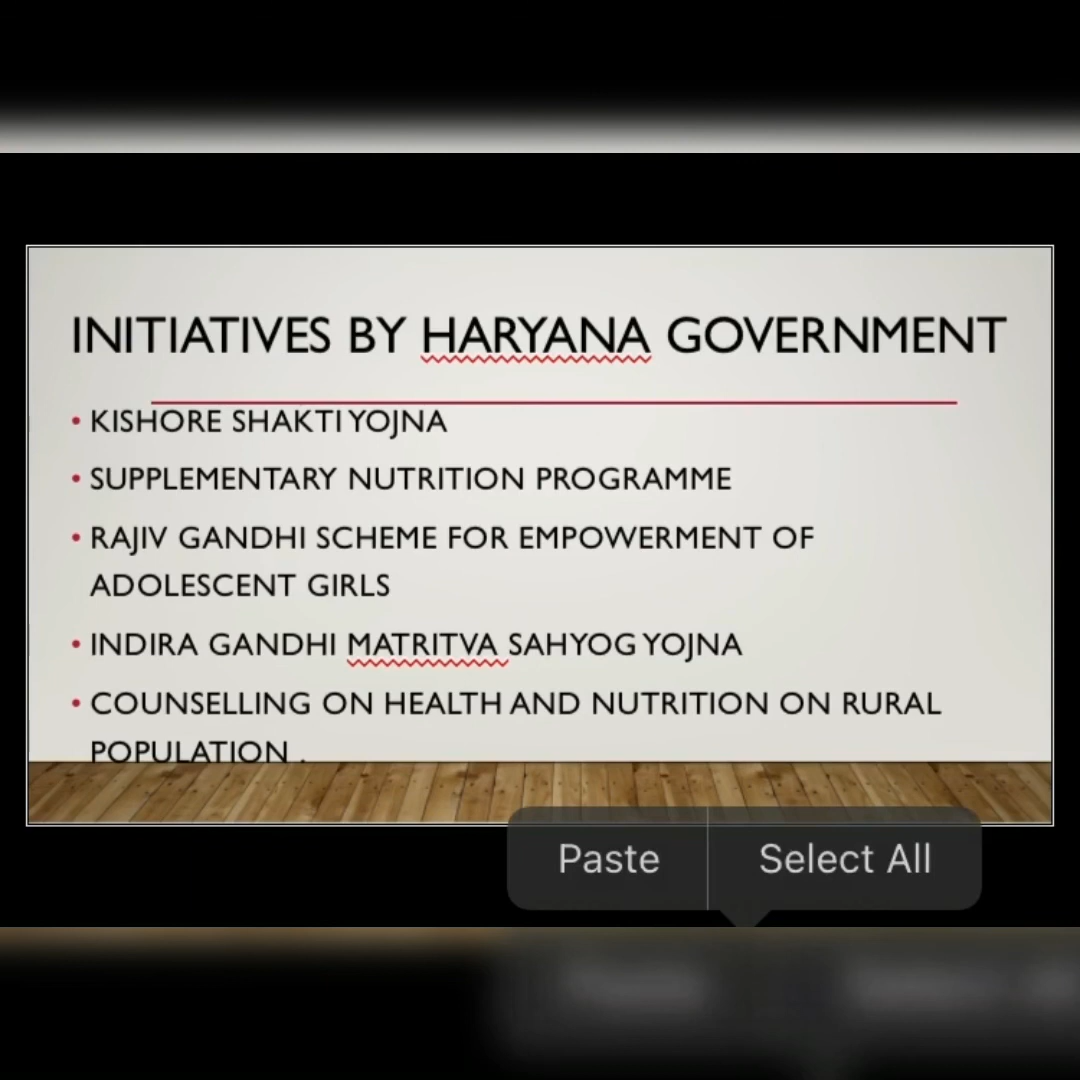 INITIATIVES BY HARYANA GOVERNMENT
• KISHORE SHAKTI YOJNA
• SUPPLEMENTARY NUTRITION PROGRAMME
• RAJIV GANDHI SCHEME FOR EMPOWERMENT OF
ADOLESCENT GIRLS
• INDIRA GANDHI MATRITVA SAHYOG YOJNA
• COUNSELLING ON HEALTH AND NUTRITION ON RURAL
POPULATION .
Paste Select All